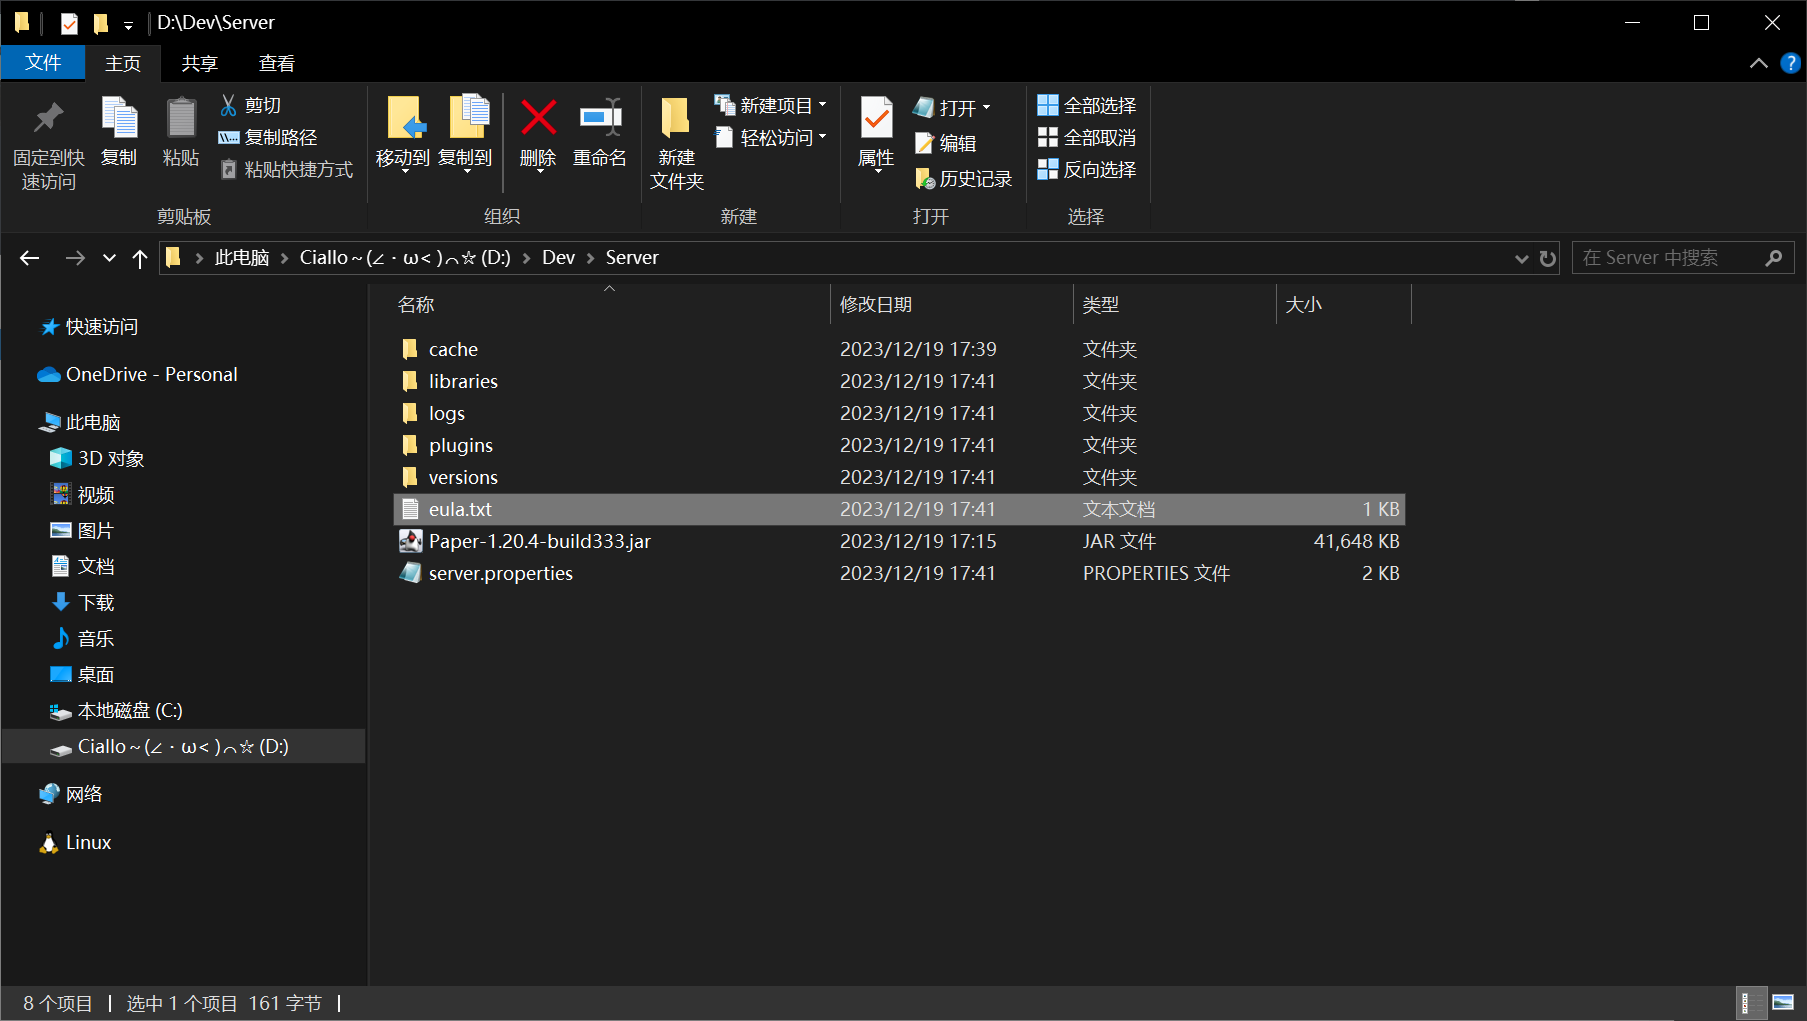 D:\Dev\Server
文件 主页 共享 查看
固定到快
速访问
复制
粘贴
剪切
复制路径
粘贴快捷方式
剪贴板
移动到
复制到
删除
重命名
组织
新建
文件夹
新建项目
轻松访问
新建
属性
打开
编辑
历史记录
打开
全部选择
全部取消
反向选择
选择
此电脑 Ciallo～(∠・ω< )⌒☆ (D:) Dev Server
在 Server 中搜索
快速访问
OneDrive - Personal
此电脑
3D 对象
视频
图片
文档
下载
音乐
桌面
本地磁盘 (C:)
Ciallo～(∠・ω< )⌒☆ (D:)
网络
Linux
名称 修改日期 类型 大小
cache 2023/12/19 17:39 文件夹
libraries 2023/12/19 17:41 文件夹
logs 2023/12/19 17:41 文件夹
plugins 2023/12/19 17:41 文件夹
versions 2023/12/19 17:41 文件夹
eula.txt 2023/12/19 17:41 文本文档 1 KB
Paper-1.20.4-build333.jar 2023/12/19 17:15 JAR 文件 41,648 KB
server.properties 2023/12/19 17:41 PROPERTIES 文件 2 KB
8 个项目 选中 1 个项目 161 字节